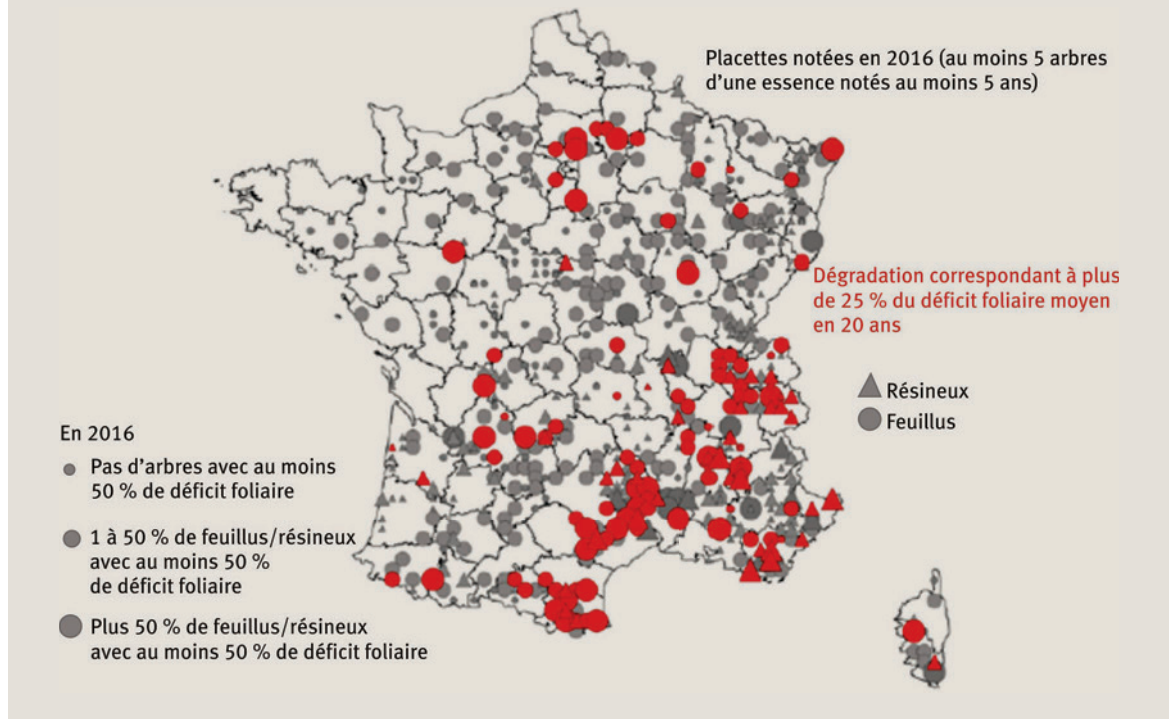 Placettes notées en 2016 (au moins 5 arbres
d'une essence notés au moins 5 ans)
Dégradation correspondant à plus
de 25 % du déficit foliaire moyen
en 20 ans
Résineux
Feuillus
En 2016
Pas d'arbres avec au moins
50 % de déficit foliaire
1 à 50 % de feuillus/résineux
avec au moins 50 %
de déficit foliaire
Plus 50 % de feuillus/résineux
avec au moins 50 % de déficit foliaire